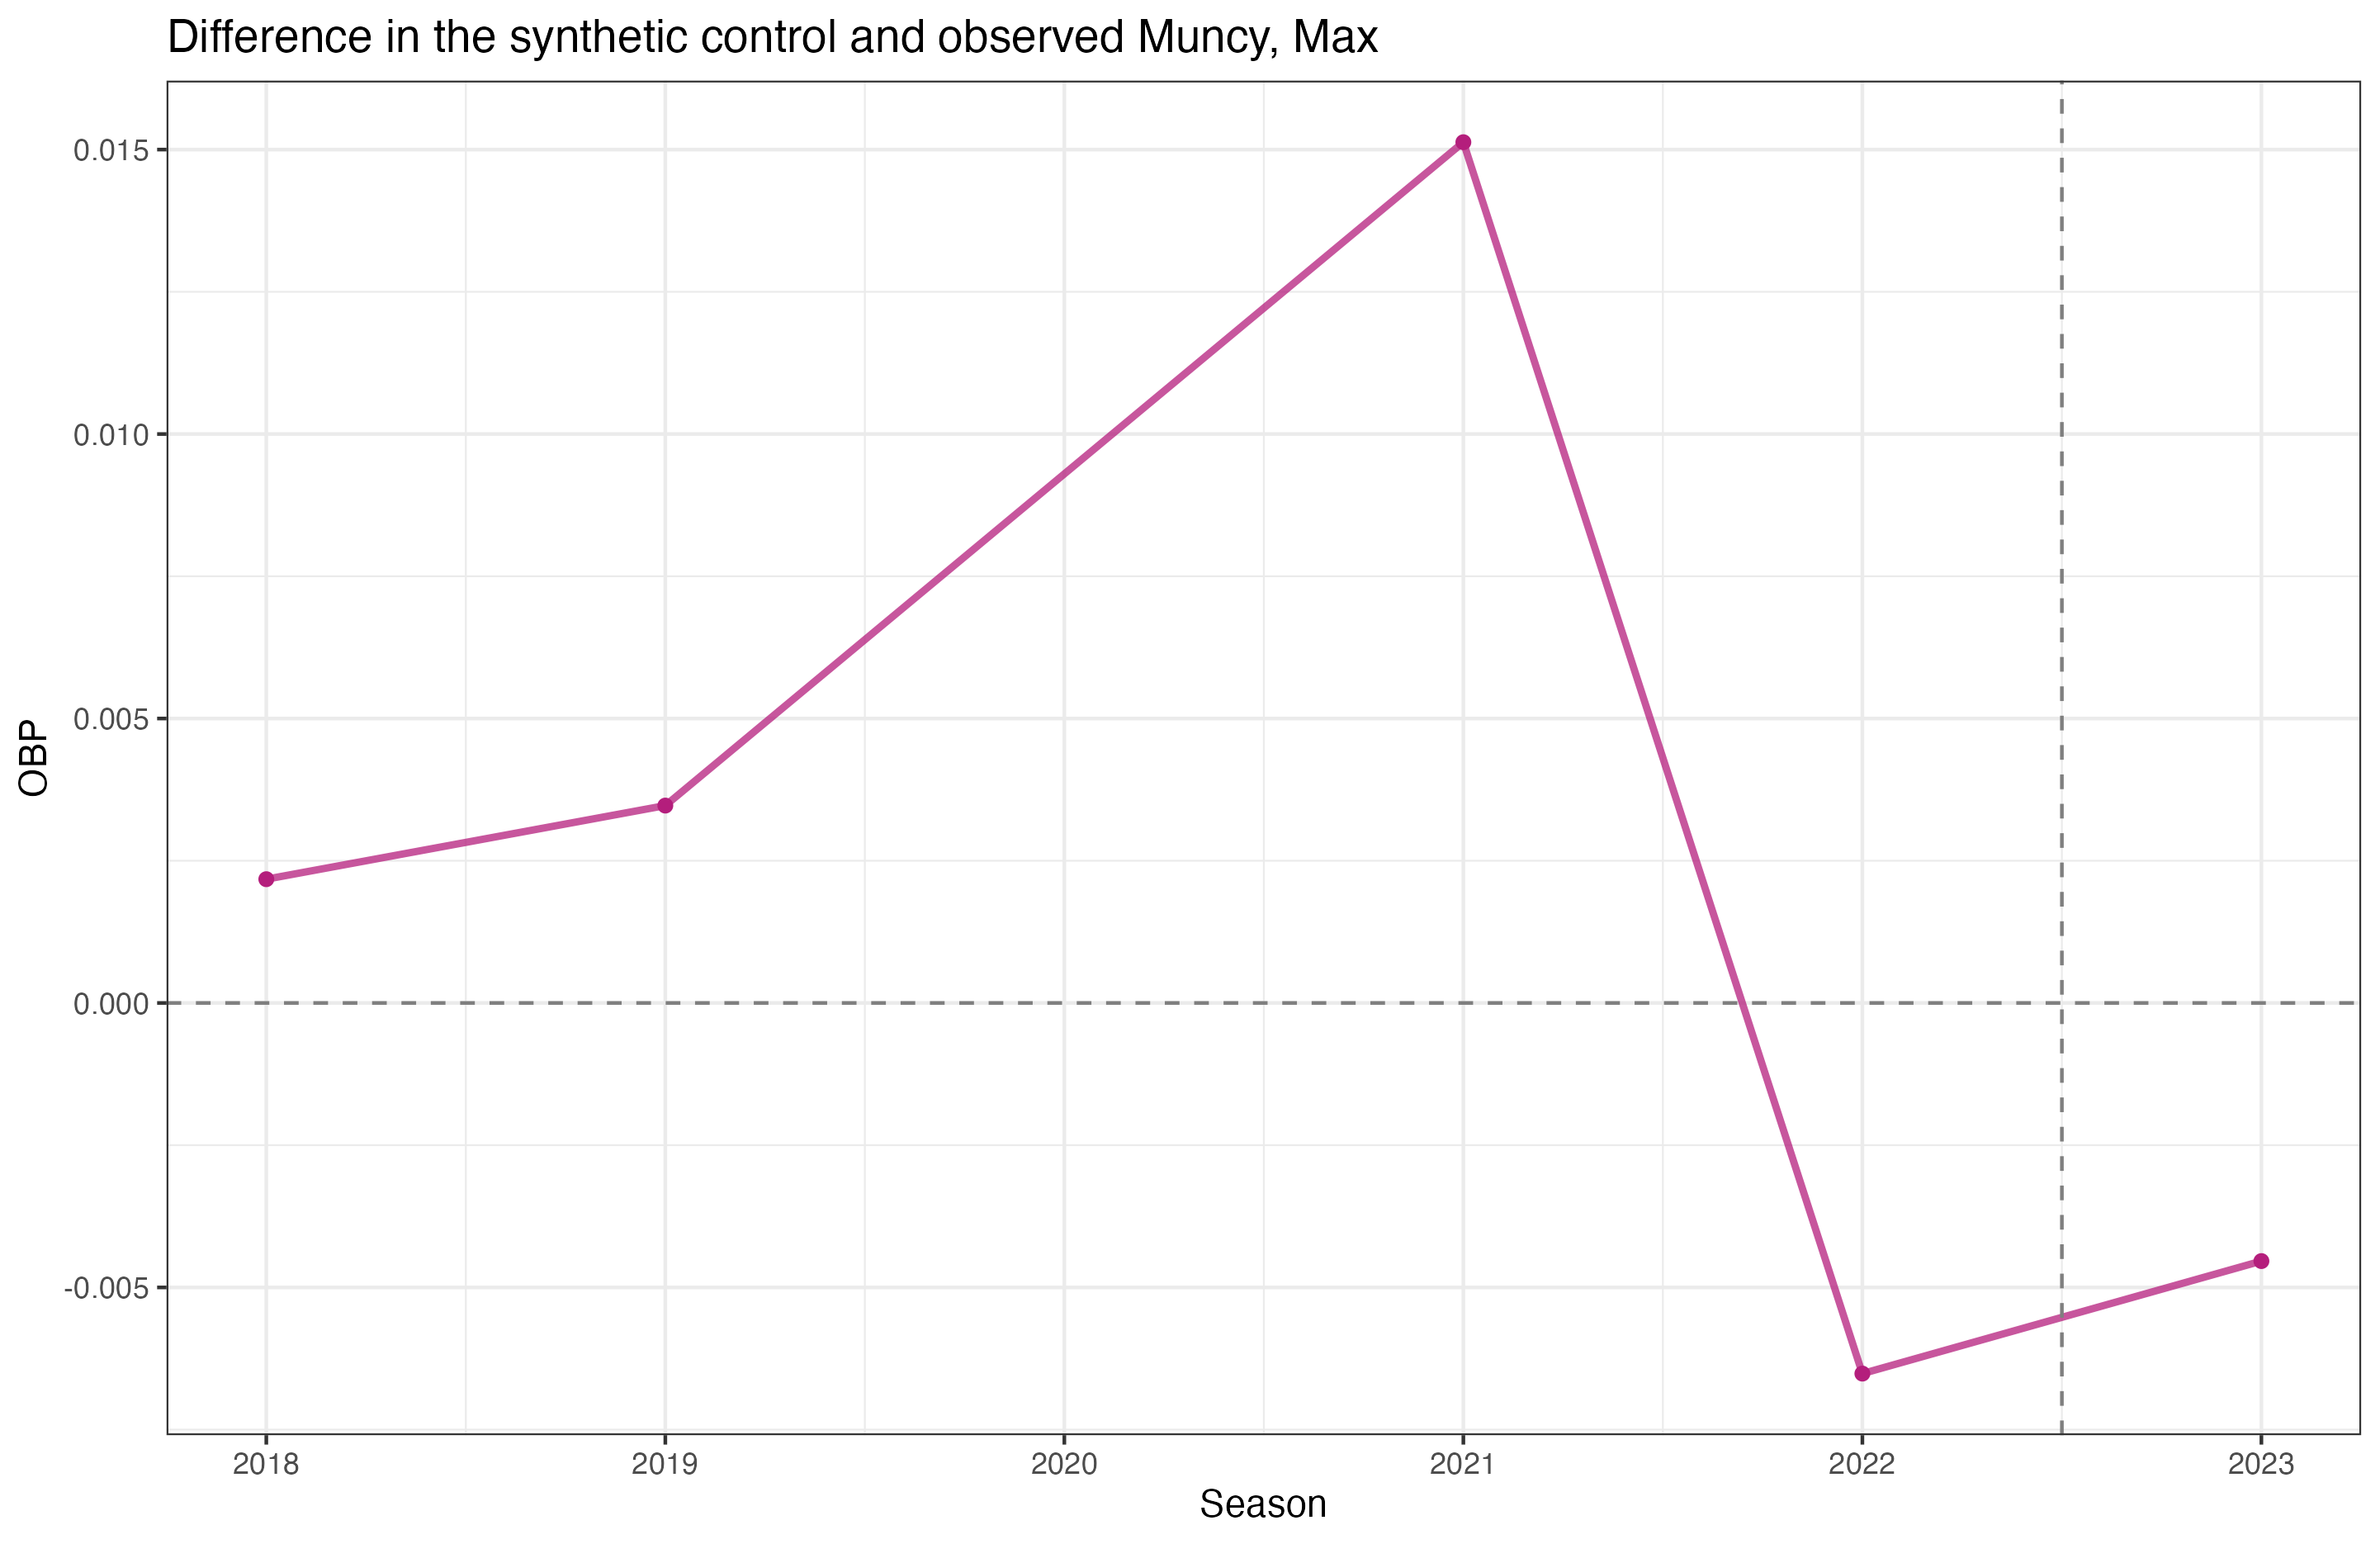 Difference in the synthetic control and observed Muncy, Max
0.015
0.010
0.005
0.000
-0.005
OBP
2018 2019 2020 2021 2022 2023
Season